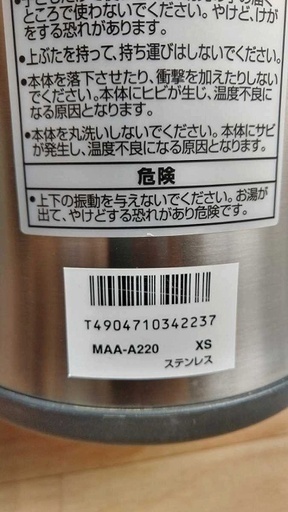 ところで使わないでください。やけど、けが
をする恐れがあります。
●上ぶたを持って、持ち運びはしないでください。
●本体を落下させたり、衝撃を加えたりしない
でください。本体にヒビが生じ、温度不良に
なる原因となります。
●本体を丸洗いしないでください。本体にサビ
が発生し、温度不良になる原因となります。
危険
●上下の振動を与えないでください。お湯が
出て、やけどする恐れがあり危険です。
T4904710342237
MAA-A220 XS
ステンレス